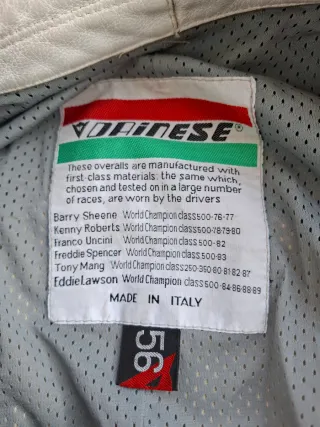 DAINESE®
These overalls are manufactured with
first-class materials: the same which,
chosen and tested on in a large number
of races, are worn by the drivers
Barry Sheene World Champion class 500-76-77
Kenny Roberts World Champion class 500-78-79-80
Franco Uncini World Champion class 500-82
Freddie Spencer World Champion class 500-83
Tony Mang World Champion class 250-350-80-81-82-87
Eddie Lawson World Champion class 500-84-86-88-89
MADE IN ITALY
56